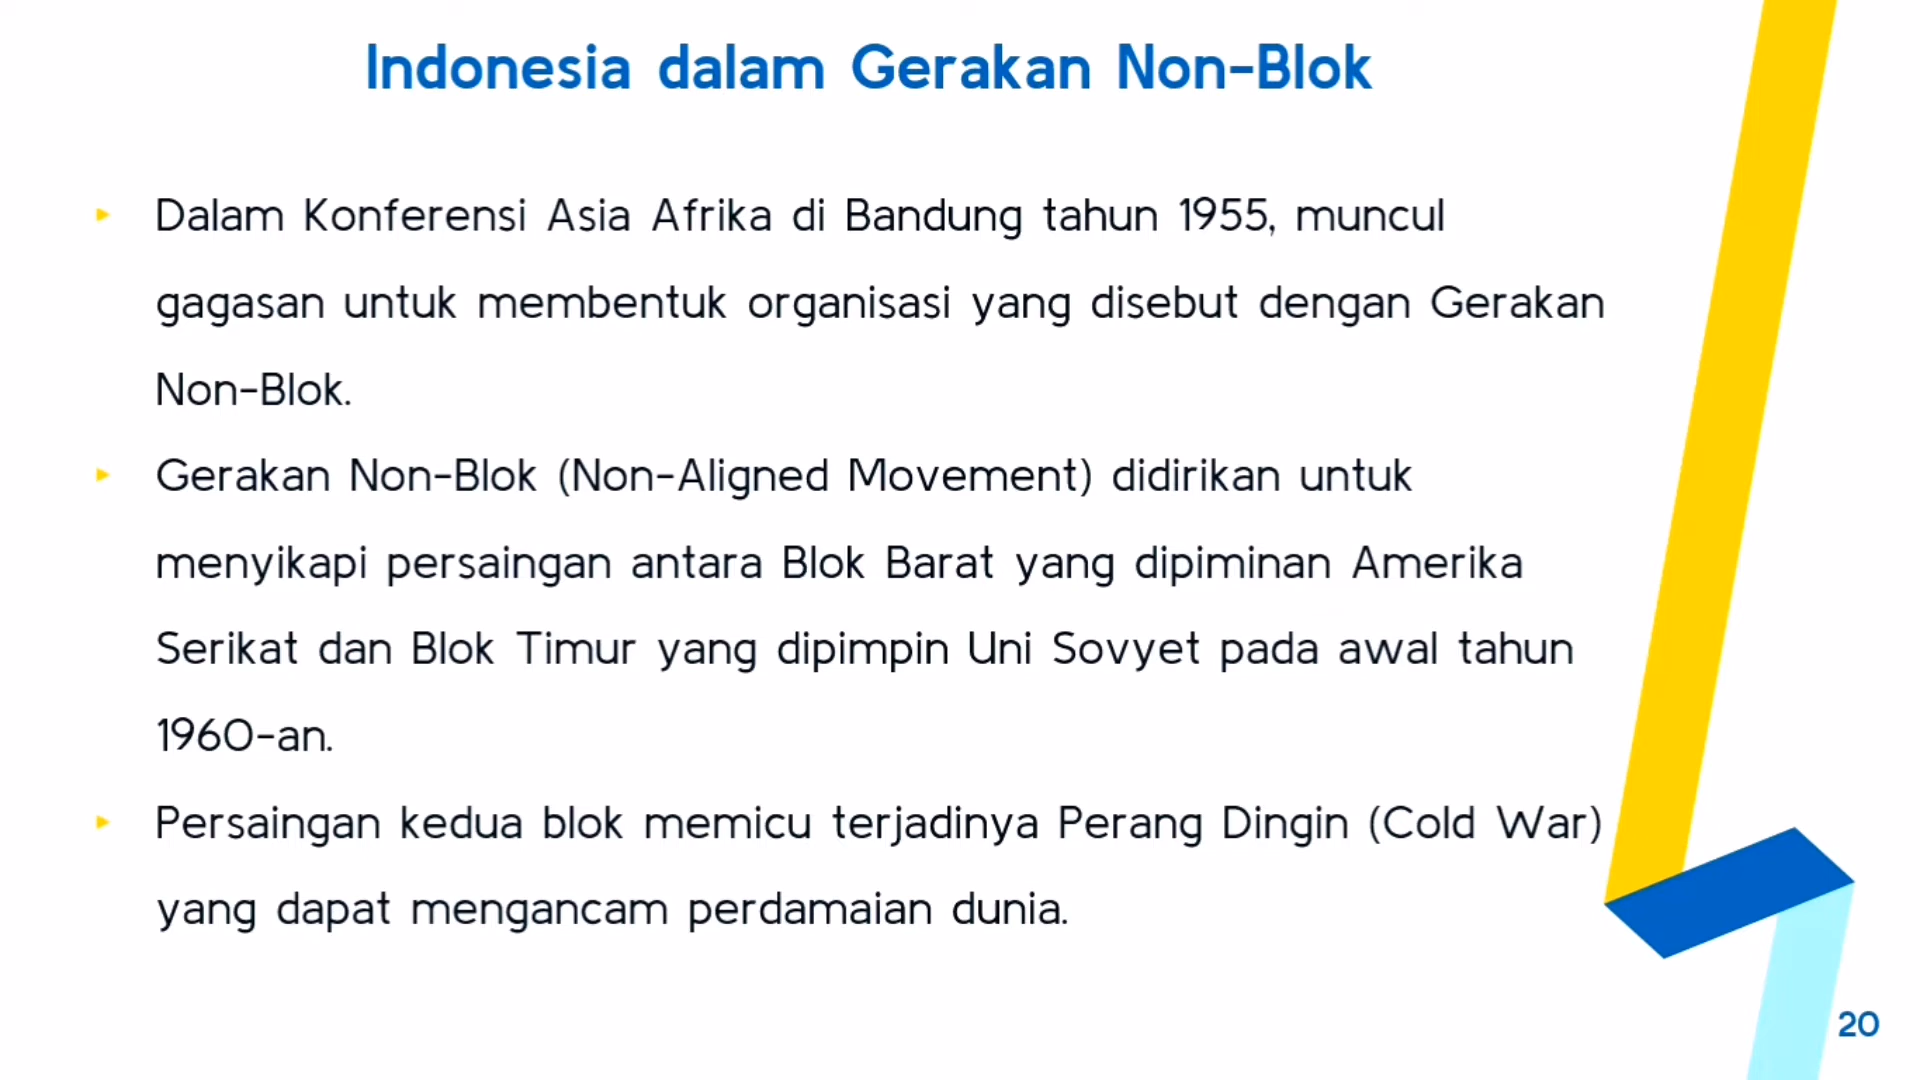 Indonesia dalam Gerakan Non-Blok
Dalam Konferensi Asia Afrika di Bandung tahun 1955, muncul
gagasan untuk membentuk organisasi yang disebut dengan Gerakan
Non-Blok.
Gerakan Non-Blok (Non-Aligned Movement) didirikan untuk
menyikapi persaingan antara Blok Barat yang dipiminan Amerika
Serikat dan Blok Timur yang dipimpin Uni Sovyet pada awal tahun
1960-an.
Persaingan kedua blok memicu terjadinya Perang Dingin (Cold War)
yang dapat mengancam perdamaian dunia.
20